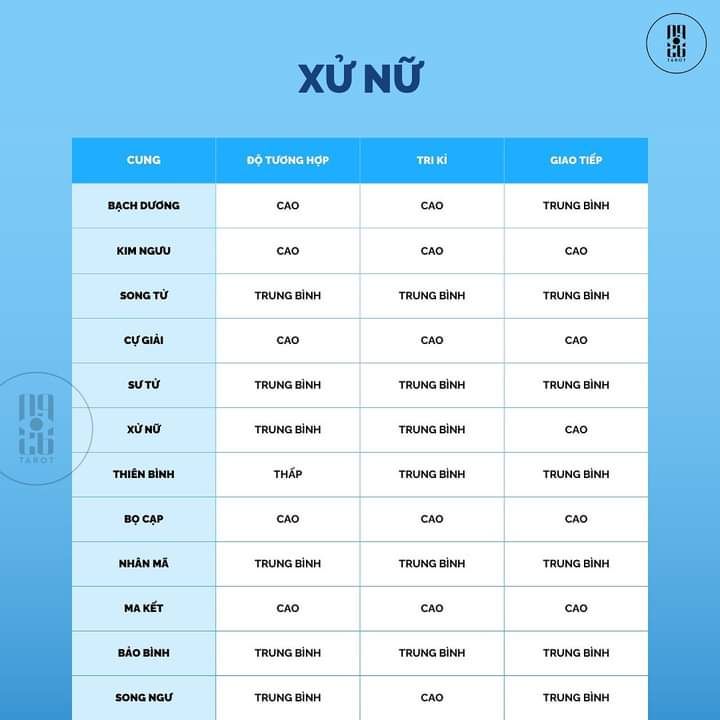 TAROT
XỬ NỮ
CUNG ĐỘ TƯƠNG HỢP TRI KỈ GIAO TIẾP
BẠCH DƯƠNG CAO CAO TRUNG BÌNH
KIM NGƯU CAO CAO CAO
SONG TỬ TRUNG BÌNH TRUNG BÌNH TRUNG BÌNH
CỰ GIẢI CAO CAO CAO
SƯ TỬ TRUNG BÌNH TRUNG BÌNH TRUNG BÌNH
XỬ NỮ TRUNG BÌNH TRUNG BÌNH CAO
TAROT
THIÊN BÌNH THẤP TRUNG BÌNH TRUNG BÌNH
BỌ CẠP CAO CAO CAO
NHÂN MÃ TRUNG BÌNH TRUNG BÌNH TRUNG BÌNH
MA KẾT CAO CAO CAO
BẢO BÌNH TRUNG BÌNH TRUNG BÌNH TRUNG BÌNH
SONG NGƯ TRUNG BÌNH CAO TRUNG BÌNH